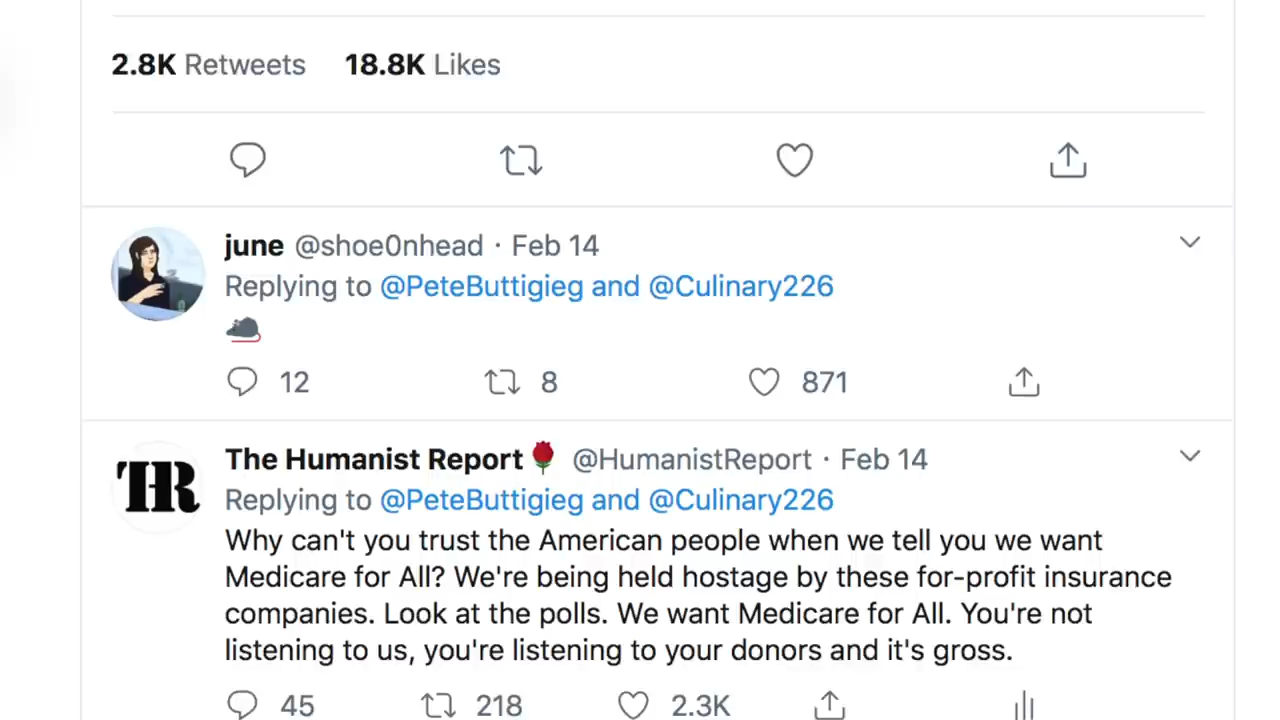 2.8K Retweets 18.8K Likes
june @shoe0nhead · Feb 14
Replying to @PeteButtigieg and @Culinary226
🐀
12 8 871
THR
The Humanist Report🌹 @HumanistReport · Feb 14
Replying to @PeteButtigieg and @Culinary226
Why can't you trust the American people when we tell you we want
Medicare for All? We're being held hostage by these for-profit insurance
companies. Look at the polls. We want Medicare for All. You're not
listening to us, you're listening to your donors and it's gross.
45 218 2.3K